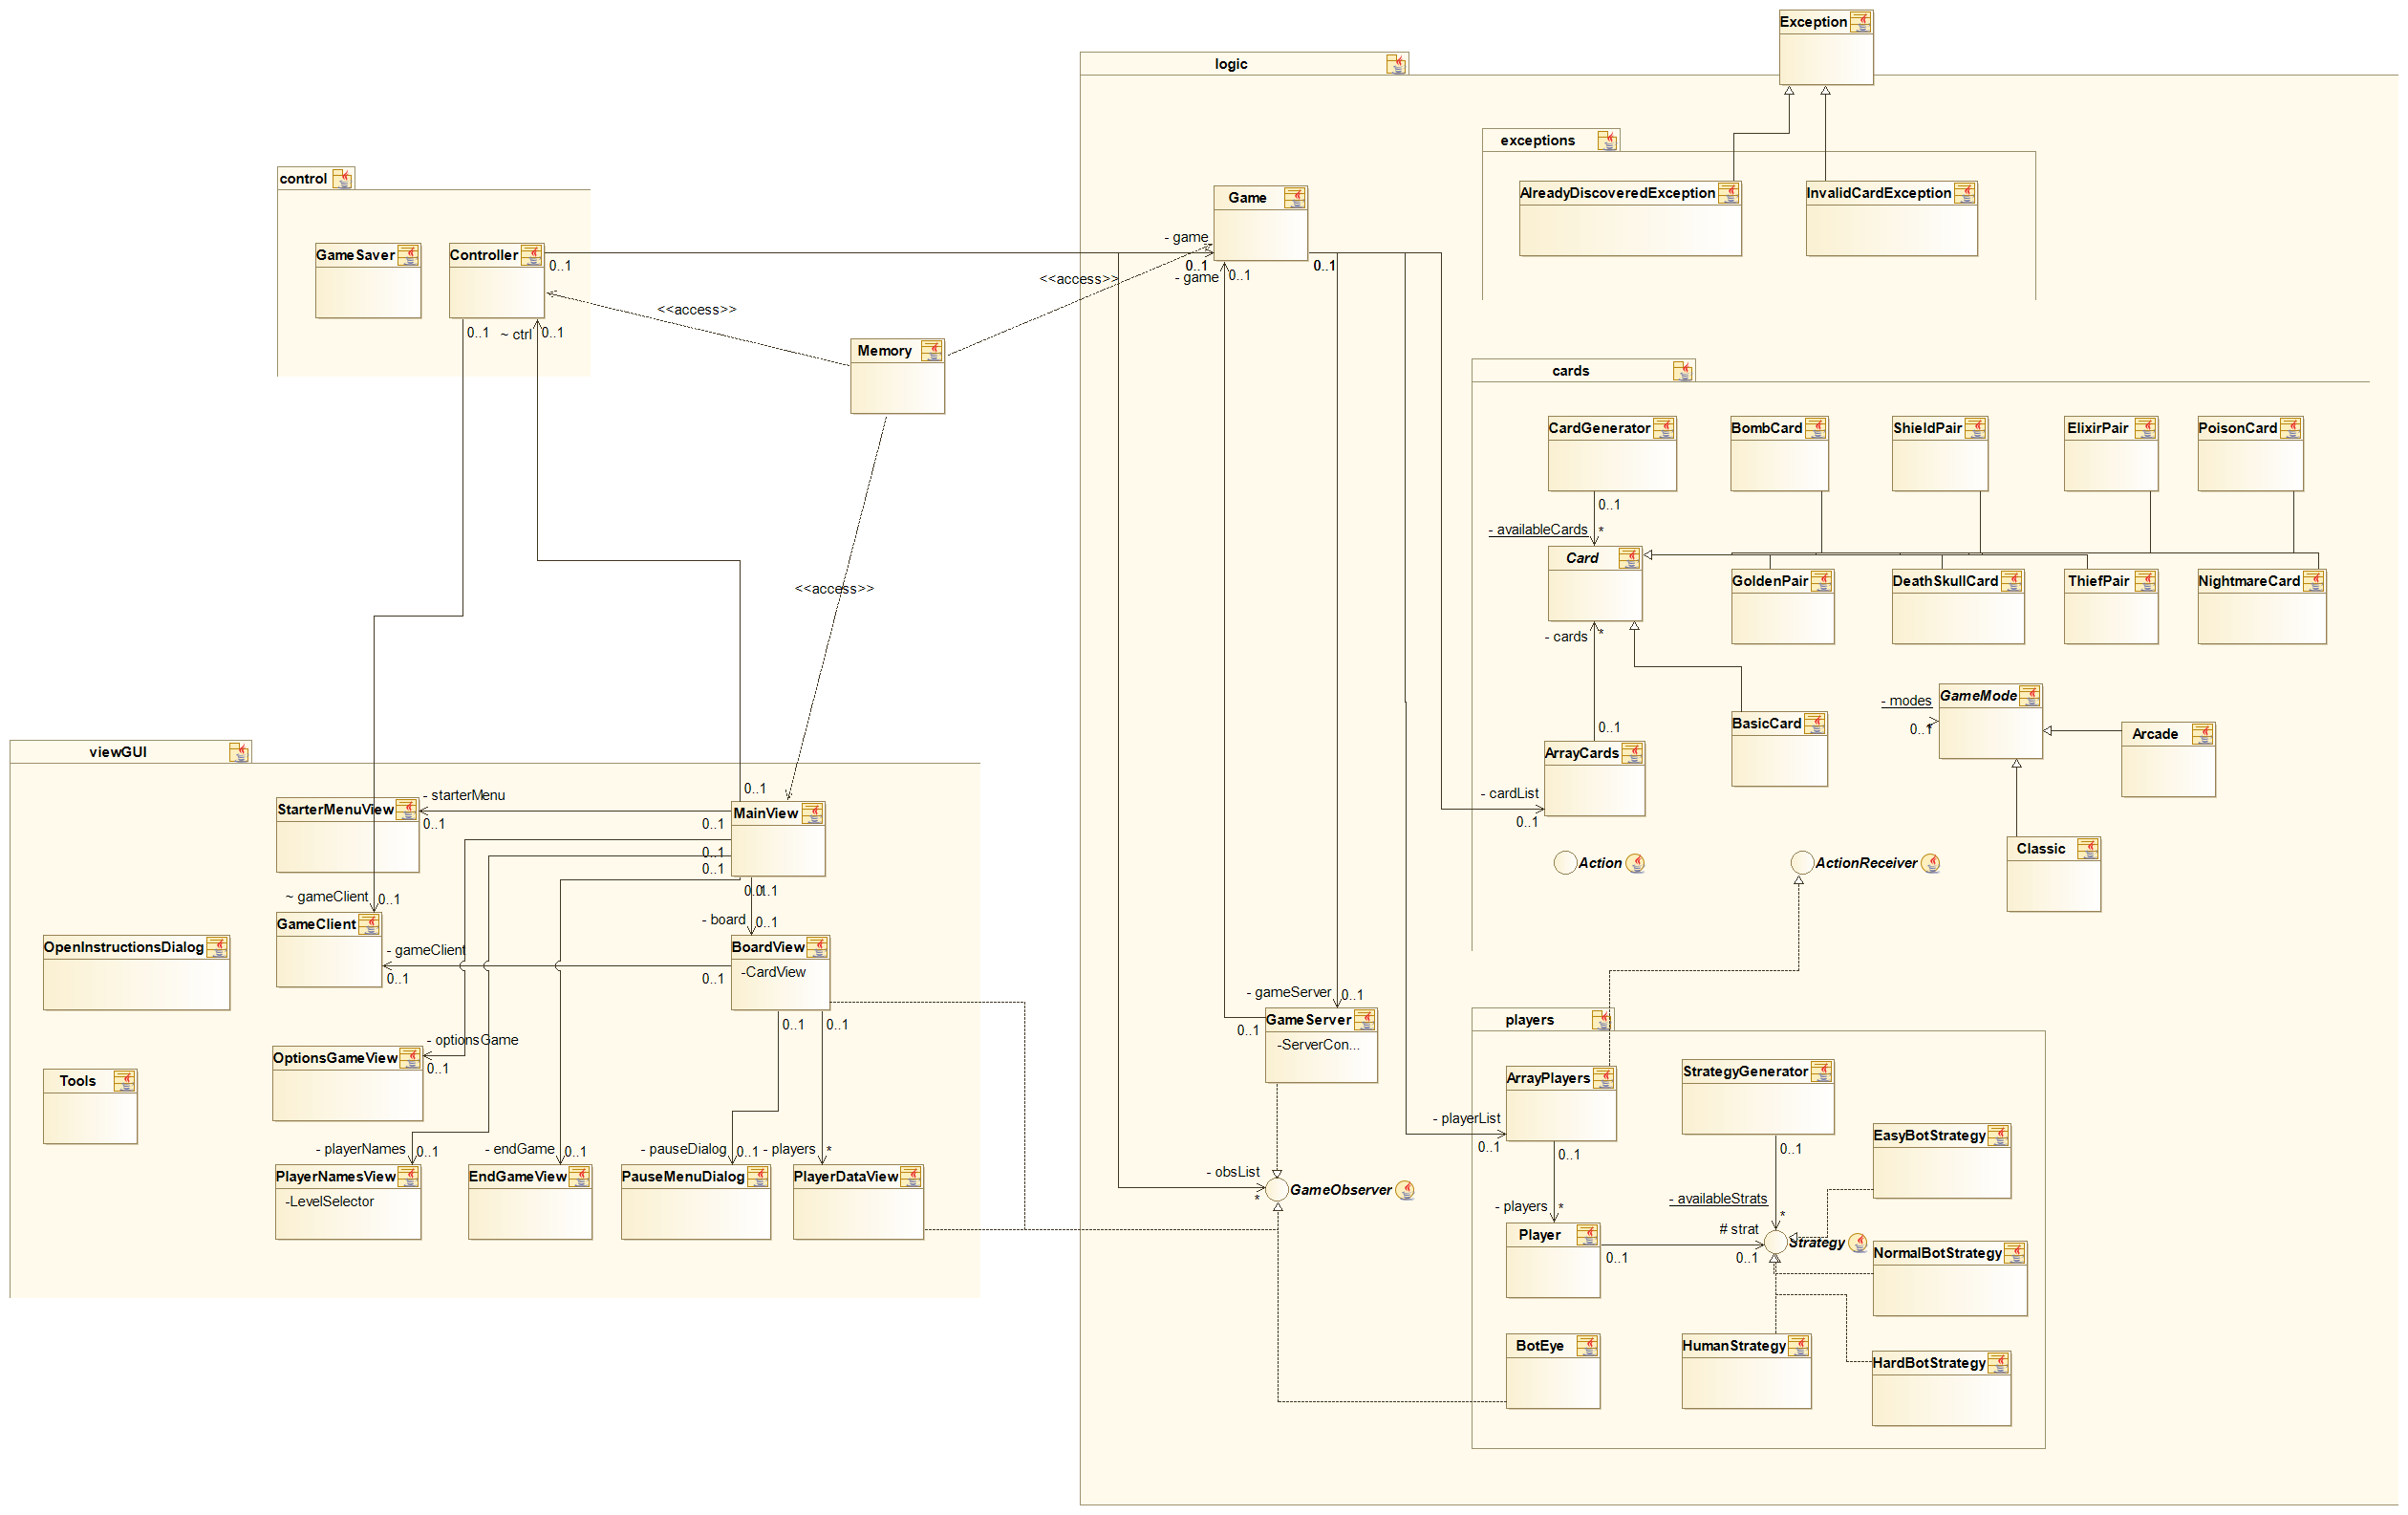 Exception
logic
exceptions
AlreadyDiscoveredException
InvalidCardException
control
GameSaver
Controller
0..1
0..1
~ ctrl
0..1
Game
- game
0..1
- game
0..1
0..1
<<access>>
<<access>>
Memory
<<access>>
cards
CardGenerator
BombCard
ShieldPair
ElixirPair
PoisonCard
0..1
- availableCards
*
Card
GoldenPair
DeathSkullCard
ThiefPair
NightmareCard
- cards
*
0..1
ArrayCards
BasicCard
- modes
0..1
*
GameMode
Arcade
Classic
- cardList
0..1
Action
ActionReceiver
viewGUI
StarterMenuView
- starterMenu
0..1
0..1
MainView
0..1
0..1
0..1
0..1
0..1
~ gameClient
0..1
GameClient
- gameClient
0..1
- board
0..1
BoardView
-CardView
0..1
OpenInstructionsDialog
Tools
OptionsGameView
- optionsGame
0..1
0..1
0..1
- playerNames
0..1
- endGame
0..1
- pauseDialog
0..1
- players
*
PlayerNamesView
-LevelSelector
EndGameView
PauseMenuDialog
PlayerDataView
- gameServer
0..1
GameServer
-ServerCon...
0..1
- obsList
*
GameObserver
players
ArrayPlayers
- playerList
0..1
0..1
- players
*
Player
0..1
StrategyGenerator
0..1
- availableStrats
*
# strat
0..1
Strategy
EasyBotStrategy
NormalBotStrategy
HardBotStrategy
HumanStrategy
BotEye